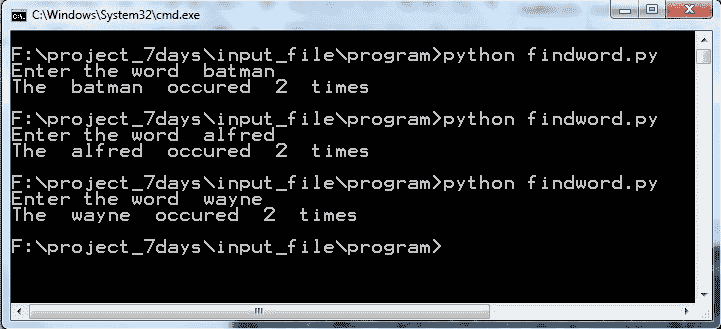 C:\Windows\System32\cmd.exe
F:\project_7days\input_file\program>python findword.py
Enter the word  batman
The  batman  occured  2  times
F:\project_7days\input_file\program>python findword.py
Enter the word  alfred
The  alfred  occured  2  times
F:\project_7days\input_file\program>python findword.py
Enter the word  wayne
The  wayne  occured  2  times
F:\project_7days\input_file\program>